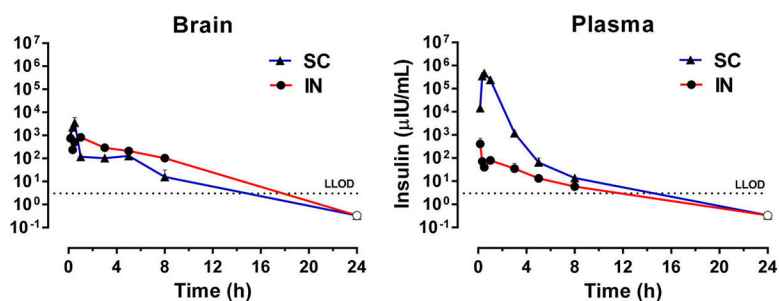 Brain
10⁷
10⁶
10⁵
10⁴
10³
10²
10¹
10⁰
10⁻¹
SC
IN
LLOD
0 4 8 12 16 20 24
Time (h)
Plasma
Insulin (μIU/mL)
10⁷
10⁶
10⁵
10⁴
10³
10²
10¹
10⁰
10⁻¹
SC
IN
LLOD
0 4 8 12 16 20 24
Time (h)